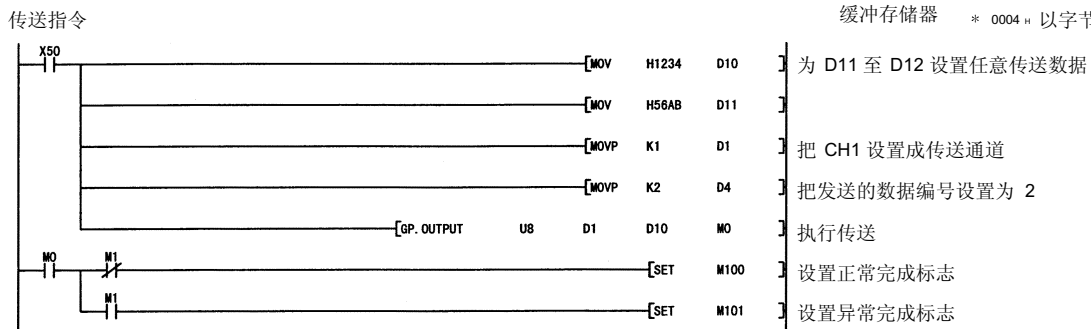 传送指令
缓冲存储器 * 0004 H 以字节
X50
[MOV H1234 D10 ] 为 D11 至 D12 设置任意传送数据
[MOV H56AB D11 ]
[MOVP K1 D1 ] 把 CH1 设置成传送通道
[MOVP K2 D4 ] 把发送的数据编号设置为 2
[GP.OUTPUT U8 D1 D10 M0 ] 执行传送
M0 M1
[SET M100 ] 设置正常完成标志
M1
[SET M101 ] 设置异常完成标志